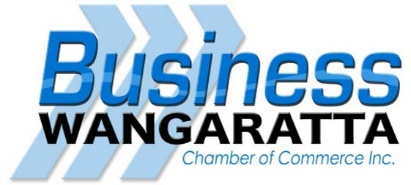 Business
WANGARATTA
Chamber of Commerce Inc.